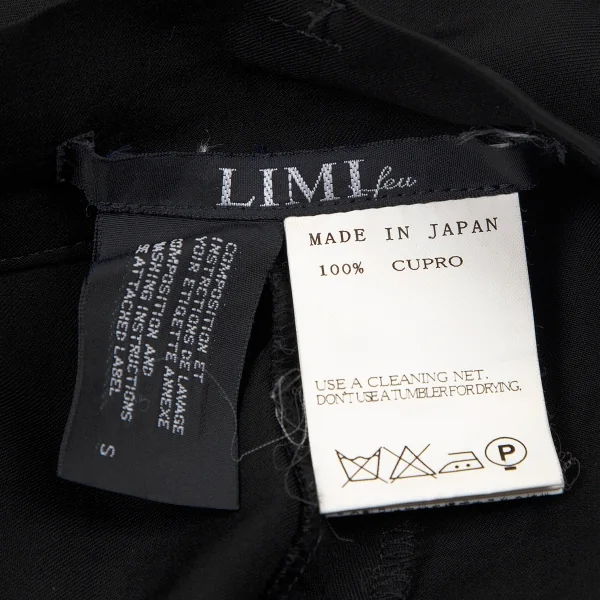 LIMI feu
MADE IN JAPAN
100% CUPRO
USE A CLEANING NET.
DON'T USE A TUMBLER FOR DRYING.
P
COMPOSITION ET
INSTRUCTIONS DE LAVAGE
VOIR ETIQUETTE ANNEXE
COMPOSITION AND
WASHING INSTRUCTIONS
ATTACHED LABEL
S